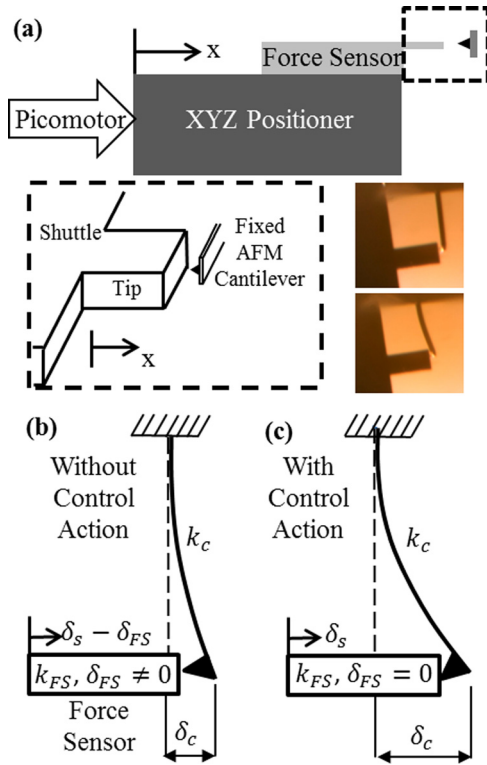 (a)
x
Force Sensor
Picomotor
XYZ Positioner
Shuttle
Fixed
AFM
Cantilever
Tip
x
(b)
Without
Control
Action
k_c
δ_s − δ_FS
k_FS, δ_FS ≠ 0
Force
Sensor
δ_c
(c)
With
Control
Action
k_c
δ_s
k_FS, δ_FS = 0
δ_c